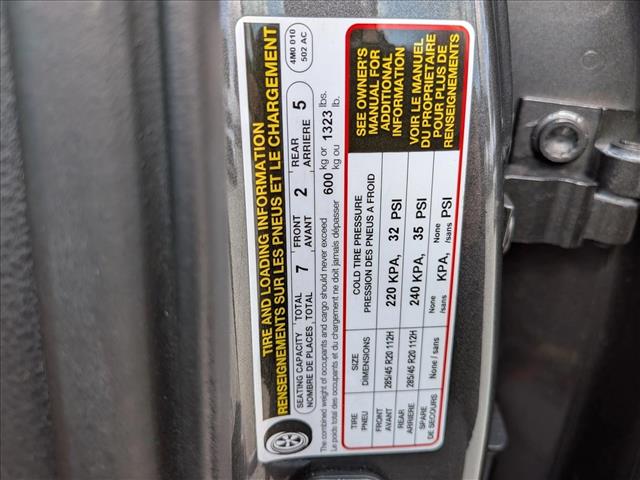 TIRE AND LOADING INFORMATION
RENSEIGNEMENTS SUR LES PNEUS ET LE CHARGEMENT
4M0 010
502 AC
SEATING CAPACITY TOTAL 7 FRONT 2 REAR 5
NOMBRE DE PLACES TOTAL AVANT ARRIERE
The combined weight of occupants and cargo should never exceed 600 kg or 1323 lbs.
Le poids total des occupants et du chargement ne doit jamais dépasser kg ou lb.
TIRE SIZE COLD TIRE PRESSURE
PNEU DIMENSIONS PRESSION DES PNEUS A FROID
FRONT
AVANT 285/45 R20 112H 220 KPA, 32 PSI
REAR
ARRIERE 285/45 R20 112H 240 KPA, 35 PSI
SPARE
DE SECOURS None / sans None /sans KPA, None /sans PSI
SEE OWNER'S
MANUAL FOR
ADDITIONAL
INFORMATION
VOIR LE MANUEL
DU PROPRIETAIRE
POUR PLUS DE
RENSEIGNEMENTS